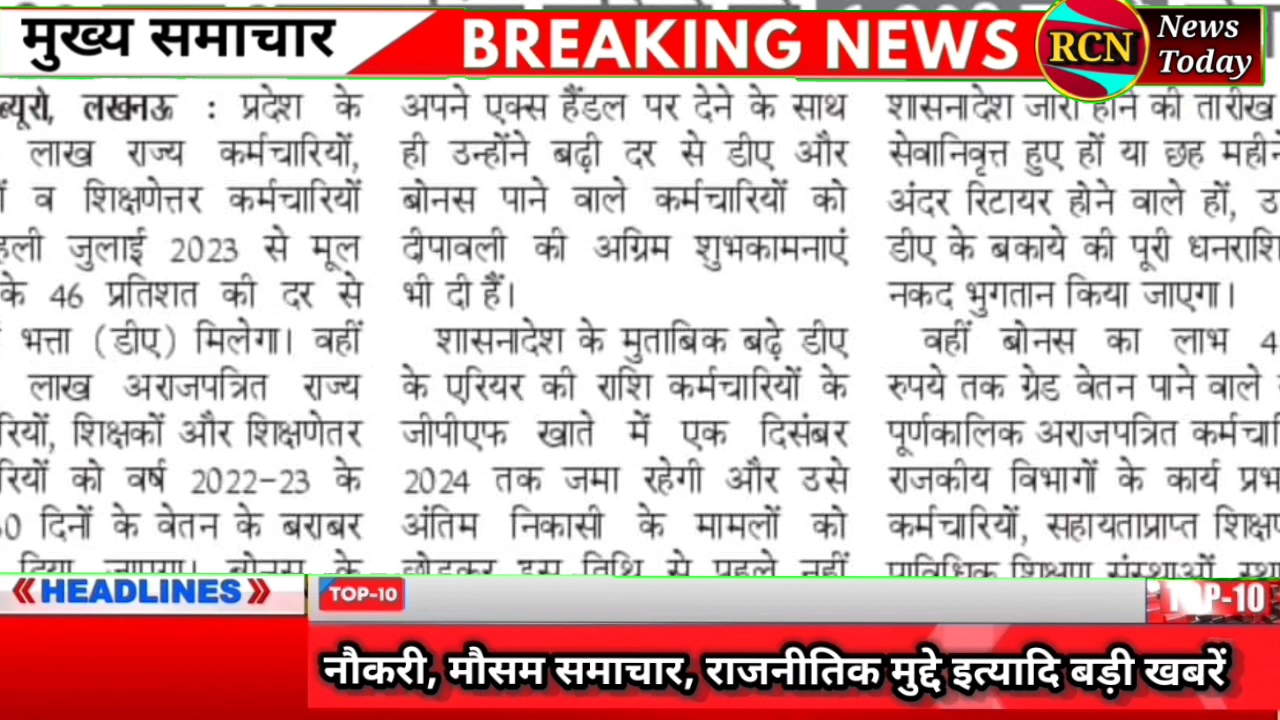 मुख्य समाचार
BREAKING NEWS
RCN
News
Today
लखनऊ : प्रदेश के
लाख राज्य कर्मचारियों,
व शिक्षणेत्तर कर्मचारियों
जुलाई 2023 से मूल
के 46 प्रतिशत की दर से
भत्ता (डीए) मिलेगा। वहीं
लाख अराजपत्रित राज्य
शिक्षकों और शिक्षणेतर
को वर्ष 2022-23 के
दिनों के वेतन के बराबर
अपने एक्स हैंडल पर देने के साथ
ही उन्होंने बढ़ी दर से डीए और
बोनस पाने वाले कर्मचारियों को
दीपावली की अग्रिम शुभकामनाएं
भी दी हैं।
शासनादेश के मुताबिक बढ़े डीए
के एरियर की राशि कर्मचारियों के
जीपीएफ खाते में एक दिसंबर
2024 तक जमा रहेगी और उसे
अंतिम निकासी के मामलों को
शासनादेश जारी होने की तारीख
सेवानिवृत्त हुए हों या छह
अंदर रिटायर होने वाले हों,
डीए के बकाये की पूरी
नकद भुगतान किया जाएगा।
वहीं बोनस का लाभ
रुपये तक ग्रेड वेतन पाने वाले
पूर्णकालिक अराजपत्रित
राजकीय विभागों के कार्य
कर्मचारियों, सहायताप्राप्त
HEADLINES
TOP-10
TOP-10
नौकरी, मौसम समाचार, राजनीतिक मुद्दे इत्यादि बड़ी खबरें